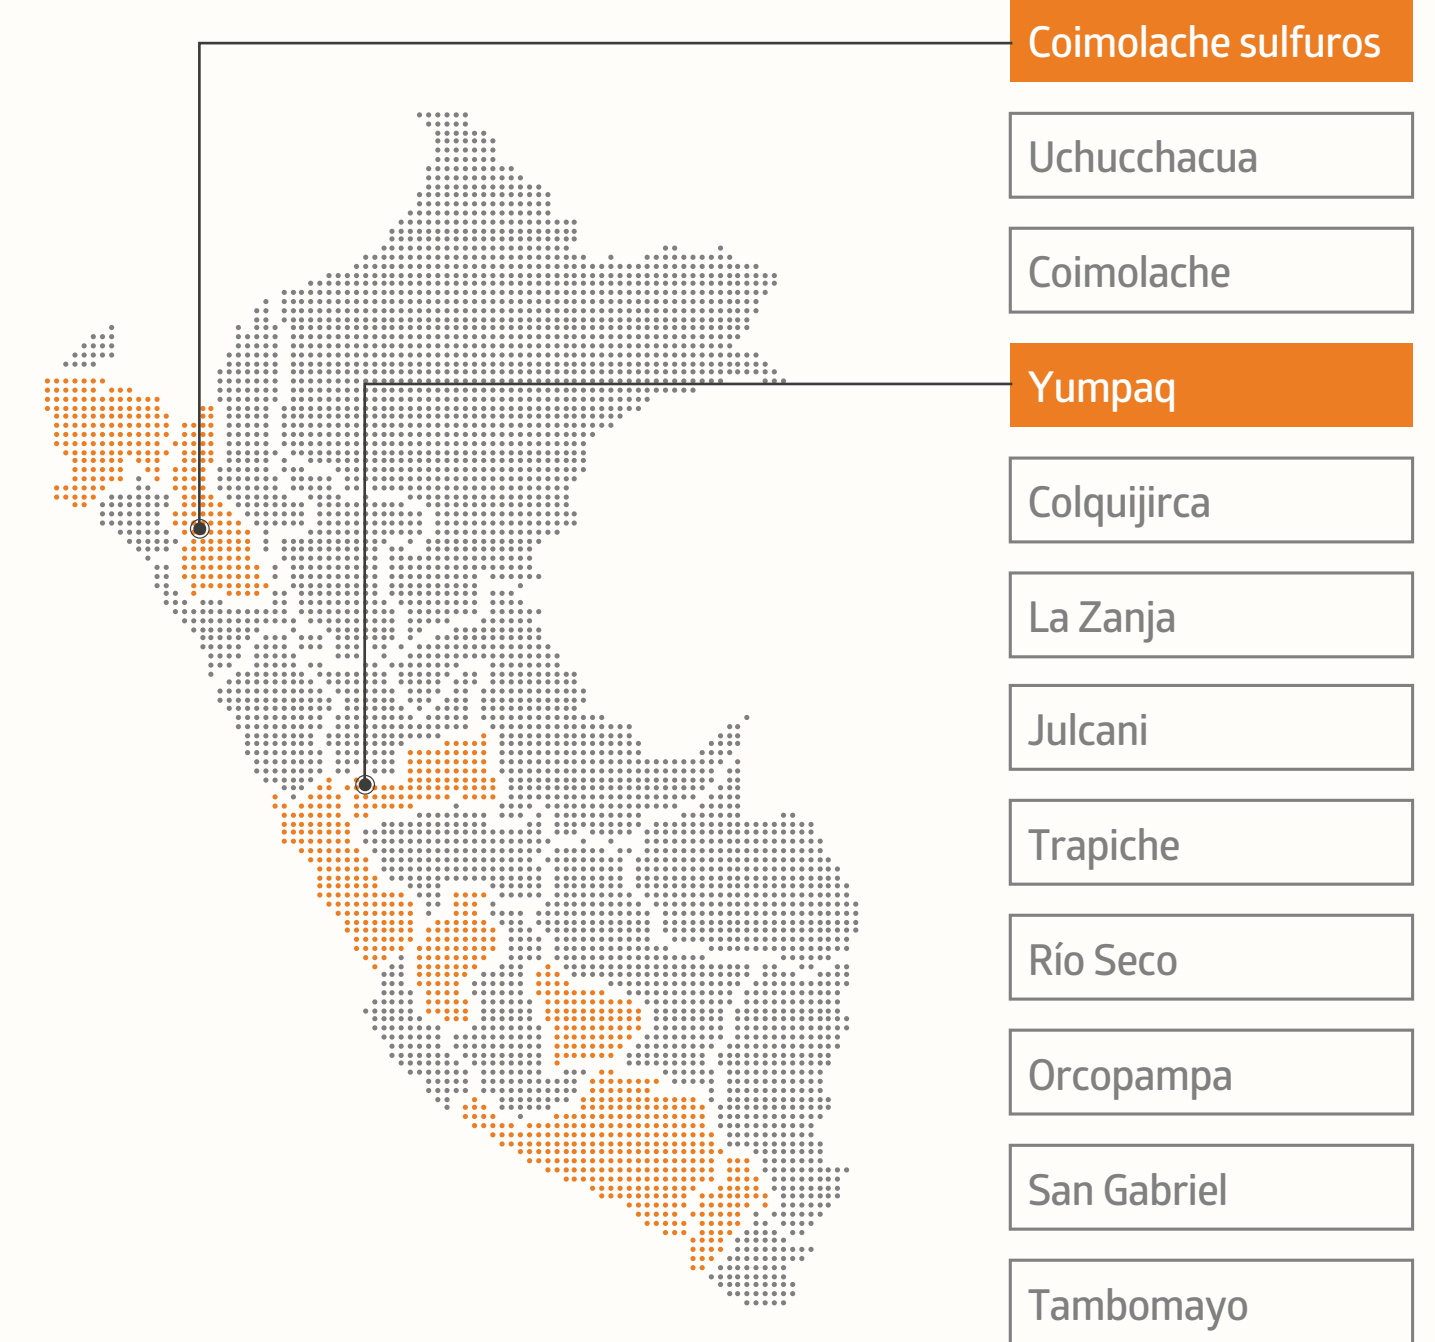 Coimolache sulfuros
Uchucchacua
Coimolache
Yumpaq
Colquijirca
La Zanja
Julcani
Trapiche
Río Seco
Orcopampa
San Gabriel
Tambomayo